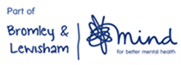 Part of
Bromley &
Lewisham
mind
for better mental health